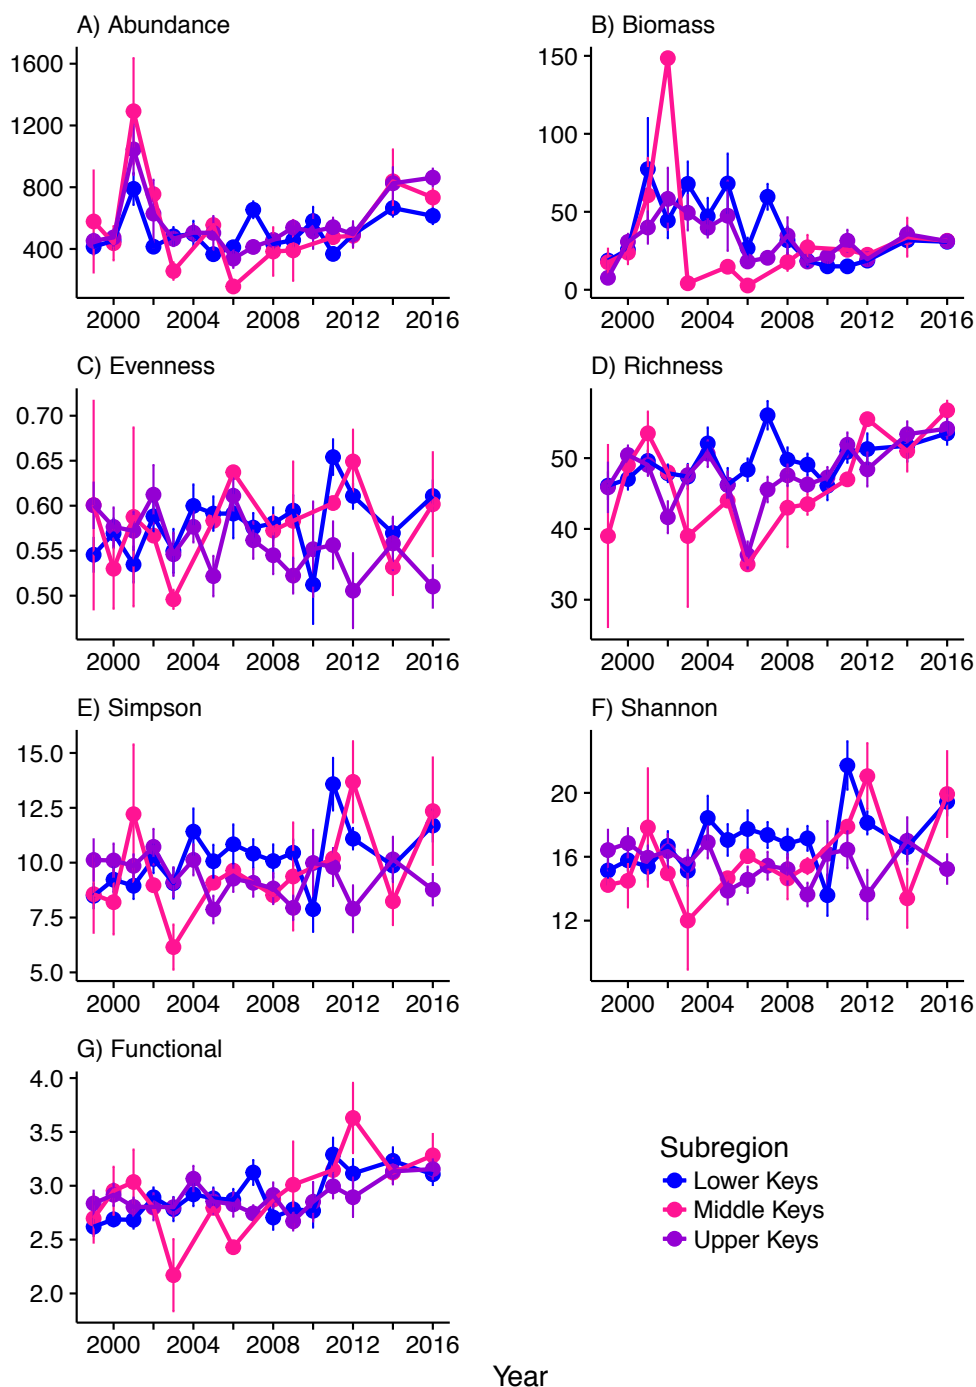 A) Abundance
1600
1200
800
400
2000 2004 2008 2012 2016
B) Biomass
150
100
50
0
2000 2004 2008 2012 2016
C) Evenness
0.70
0.65
0.60
0.55
0.50
2000 2004 2008 2012 2016
D) Richness
50
40
30
2000 2004 2008 2012 2016
E) Simpson
15.0
12.5
10.0
7.5
5.0
2000 2004 2008 2012 2016
F) Shannon
20
16
12
2000 2004 2008 2012 2016
G) Functional
4.0
3.5
3.0
2.5
2.0
2000 2004 2008 2012 2016
Subregion
Lower Keys
Middle Keys
Upper Keys
Year